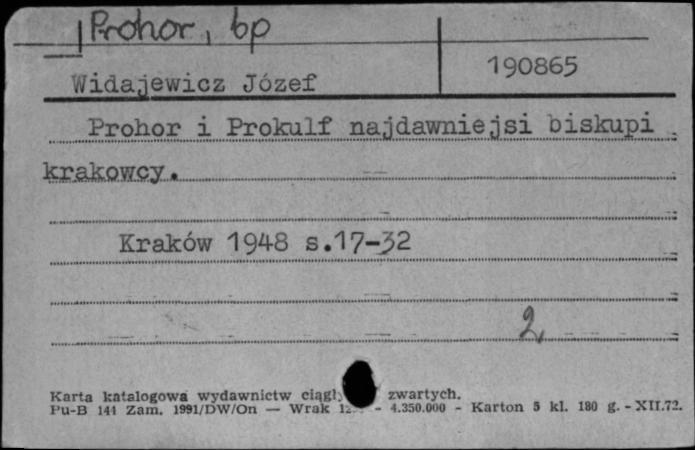 Prohor, bp
190865
Widajewicz Józef
Prohor i Prokulf najdawniejsi biskupi
krakowcy.
Kraków 1948 s.17-32
2
Karta katalogowa wydawnictw zwartych.
Pu-B 141 Zam. 1991/DW/On — Wrak - 4.350.000 - Karton 5 kl. 180 g. - XII.72.